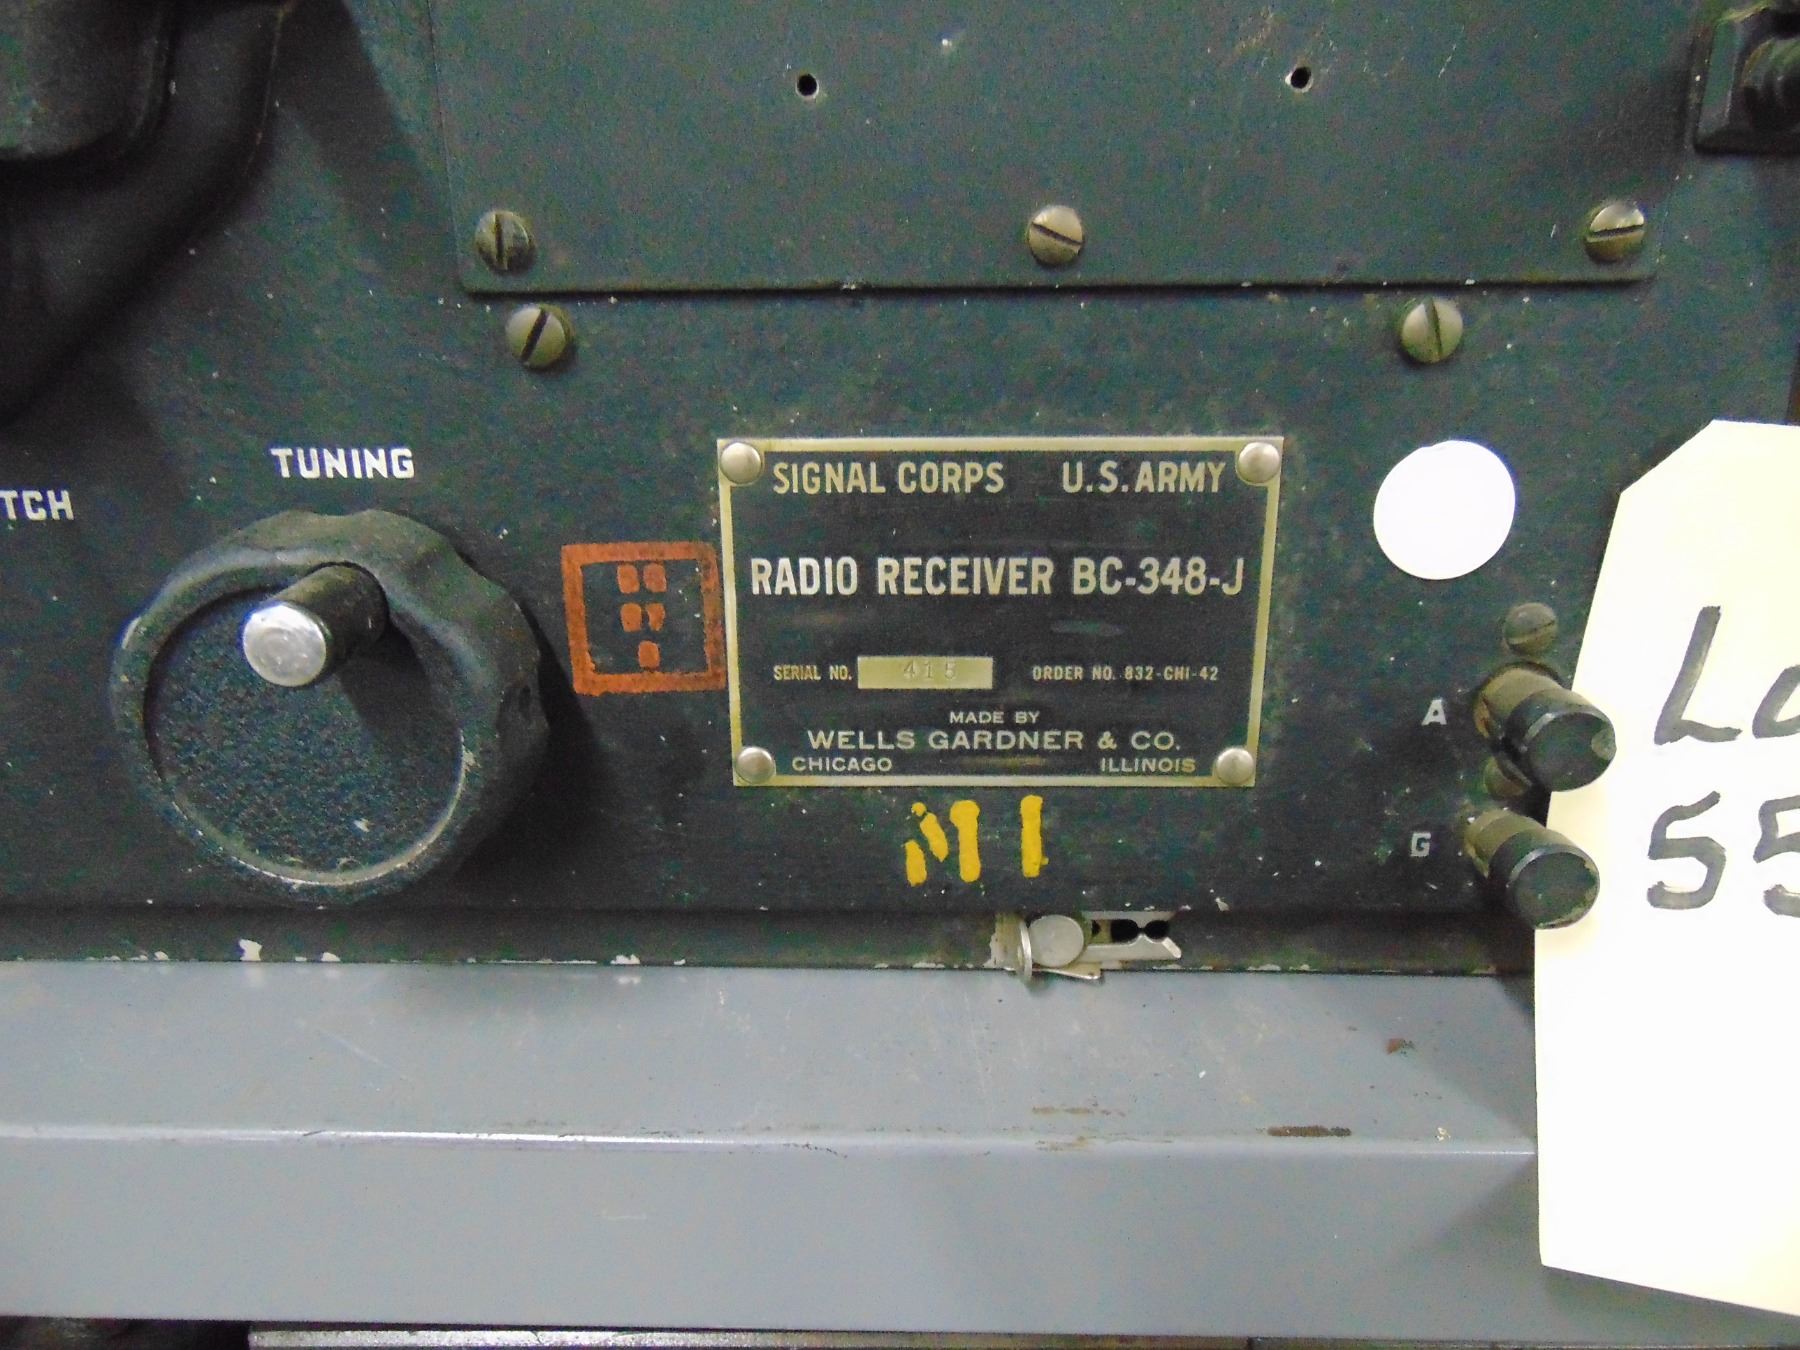 TUNING
TCH
SIGNAL CORPS U.S. ARMY
RADIO RECEIVER BC-348-J
SERIAL NO. 415 ORDER NO. 832-CHI-42
MADE BY
WELLS GARDNER & CO.
CHICAGO ILLINOIS
A
G